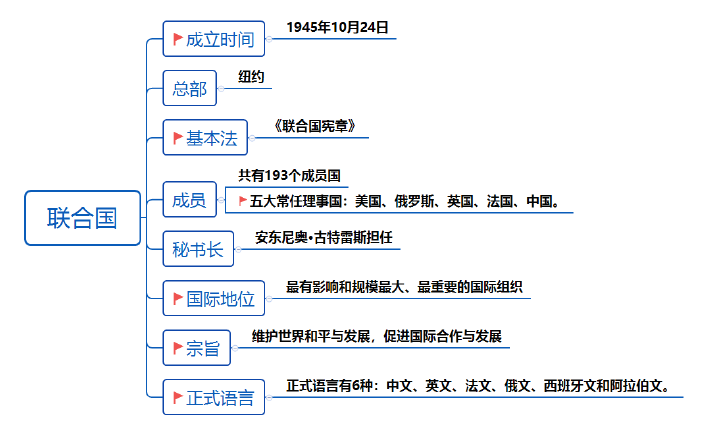 联合国
成立时间
1945年10月24日
总部
纽约
基本法
《联合国宪章》
成员
共有193个成员国
五大常任理事国：美国、俄罗斯、英国、法国、中国。
秘书长
安东尼奥•古特雷斯担任
国际地位
最有影响和规模最大、最重要的国际组织
宗旨
维护世界和平与发展，促进国际合作与发展
正式语言
正式语言有6种：中文、英文、法文、俄文、西班牙文和阿拉伯文。